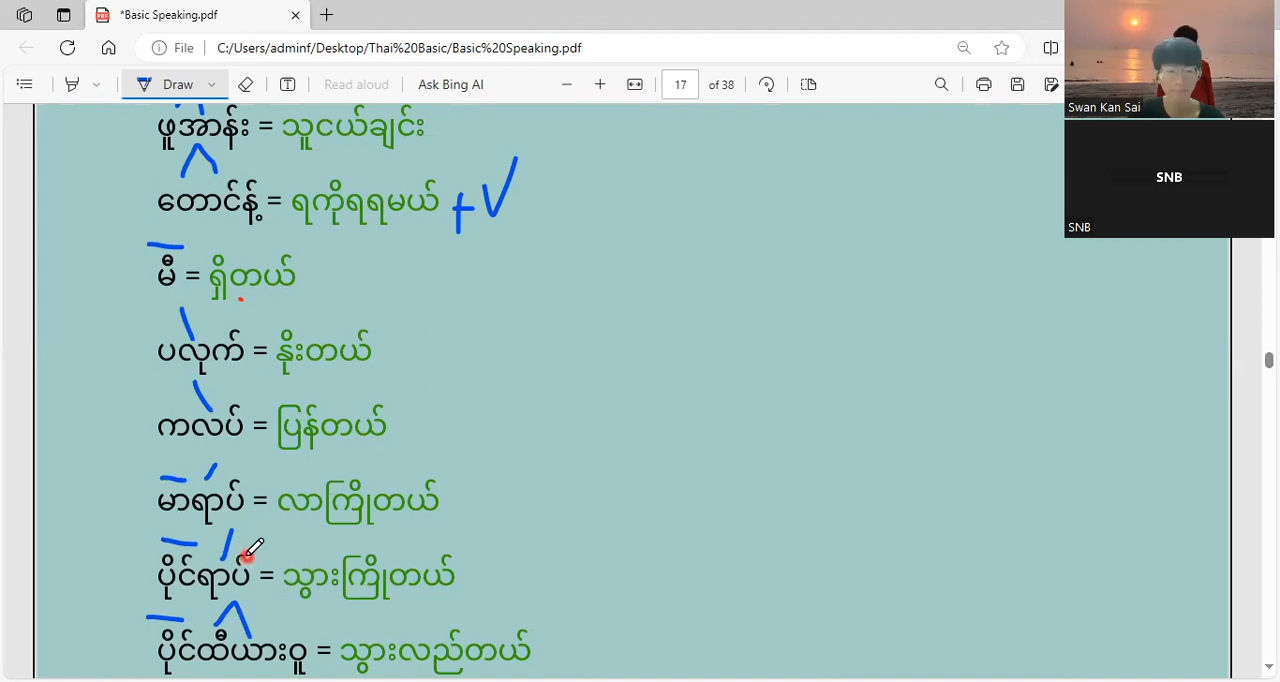 *Basic Speaking.pdf
File C:/Users/adminf/Desktop/Thai%20Basic/Basic%20Speaking.pdf
Draw Read aloud Ask Bing AI 17 of 38
Swan Kan Sai
SNB
SNB
ဖူအာန်း = သူငယ်ချင်း
တောင်န့် = ရကိုရရမယ် +V
မီ = ရှိတယ်
ပလုက် = နိုးတယ်
ကလပ် = ပြန်တယ်
မာရာပ် = လာကြိုတယ်
ပိုင်ရာပ် = သွားကြိုတယ်
ပိုင်ထီယားဝူ = သွားလည်တယ်